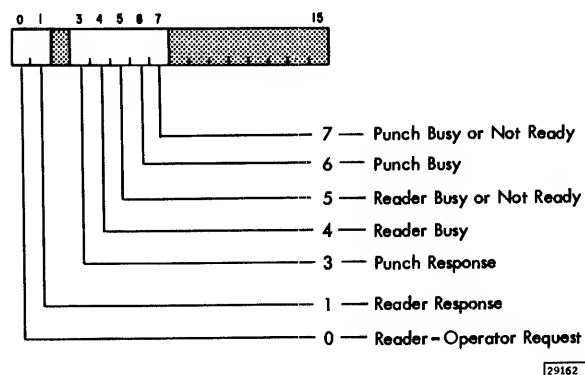 0 1 3 4 5 6 7 15
7 — Punch Busy or Not Ready
6 — Punch Busy
5 — Reader Busy or Not Ready
4 — Reader Busy
3 — Punch Response
1 — Reader Response
0 — Reader-Operator Request
29162